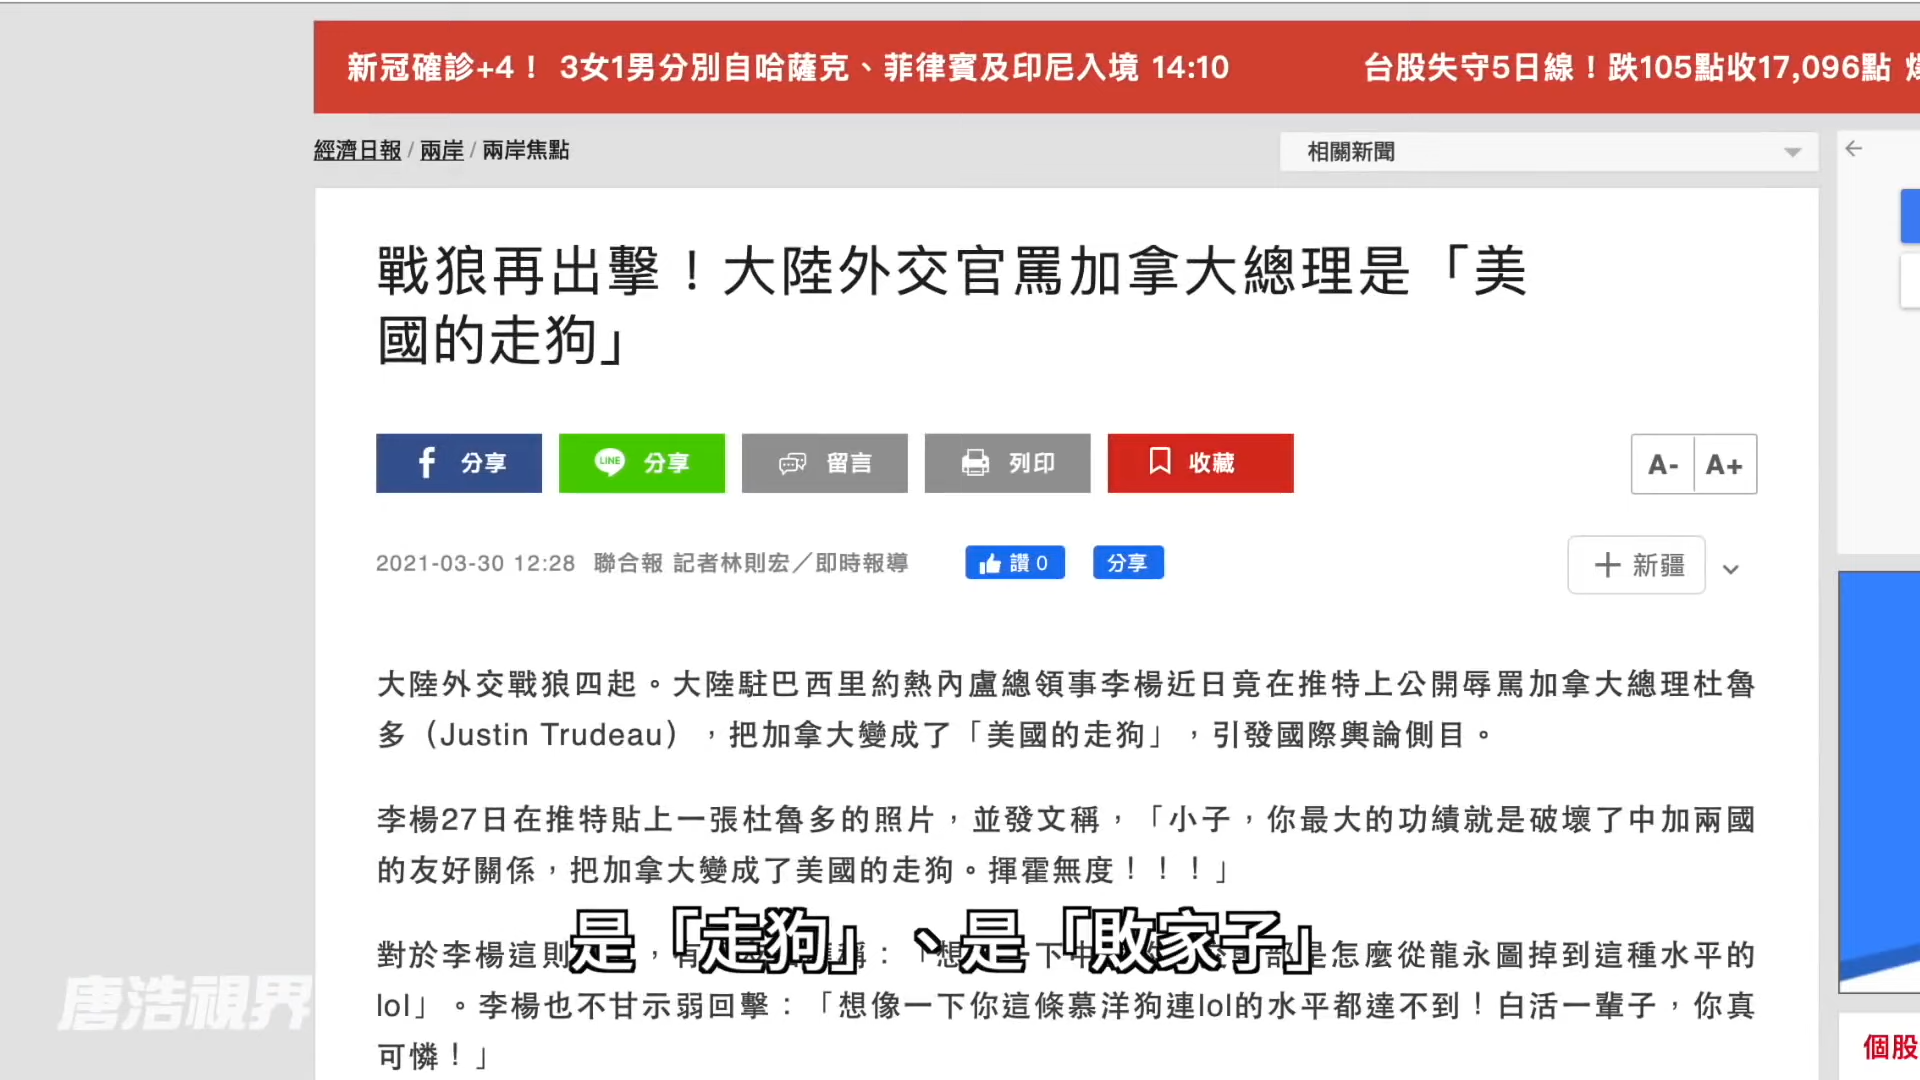 新冠確診+4！ 3女1男分別自哈薩克、菲律賓及印尼入境 14:10
台股失守5日線！跌105點收17,096點
經濟日報 / 兩岸 / 兩岸焦點
相關新聞
戰狼再出擊！大陸外交官罵加拿大總理是「美
國的走狗」
分享
LINE 分享
留言
列印
收藏
A- A+
2021-03-30 12:28 聯合報 記者林則宏／即時報導
讚 0
分享
新疆
大陸外交戰狼四起。大陸駐巴西里約熱內盧總領事李楊近日竟在推特上公開辱罵加拿大總理杜魯
多（Justin Trudeau），把加拿大變成了「美國的走狗」，引發國際輿論側目。
李楊27日在推特貼上一張杜魯多的照片，並發文稱，「小子，你最大的功績就是破壞了中加兩國
的友好關係，把加拿大變成了美國的走狗。揮霍無度！！！」
是「走狗」、是「敗家子」
對於李楊這則，有：「想一下是怎麼從龍永圖掉到這種水平的
lol」。李楊也不甘示弱回擊：「想像一下你這條慕洋狗連lol的水平都達不到！白活一輩子，你真
可憐！」
唐浩視界
個股